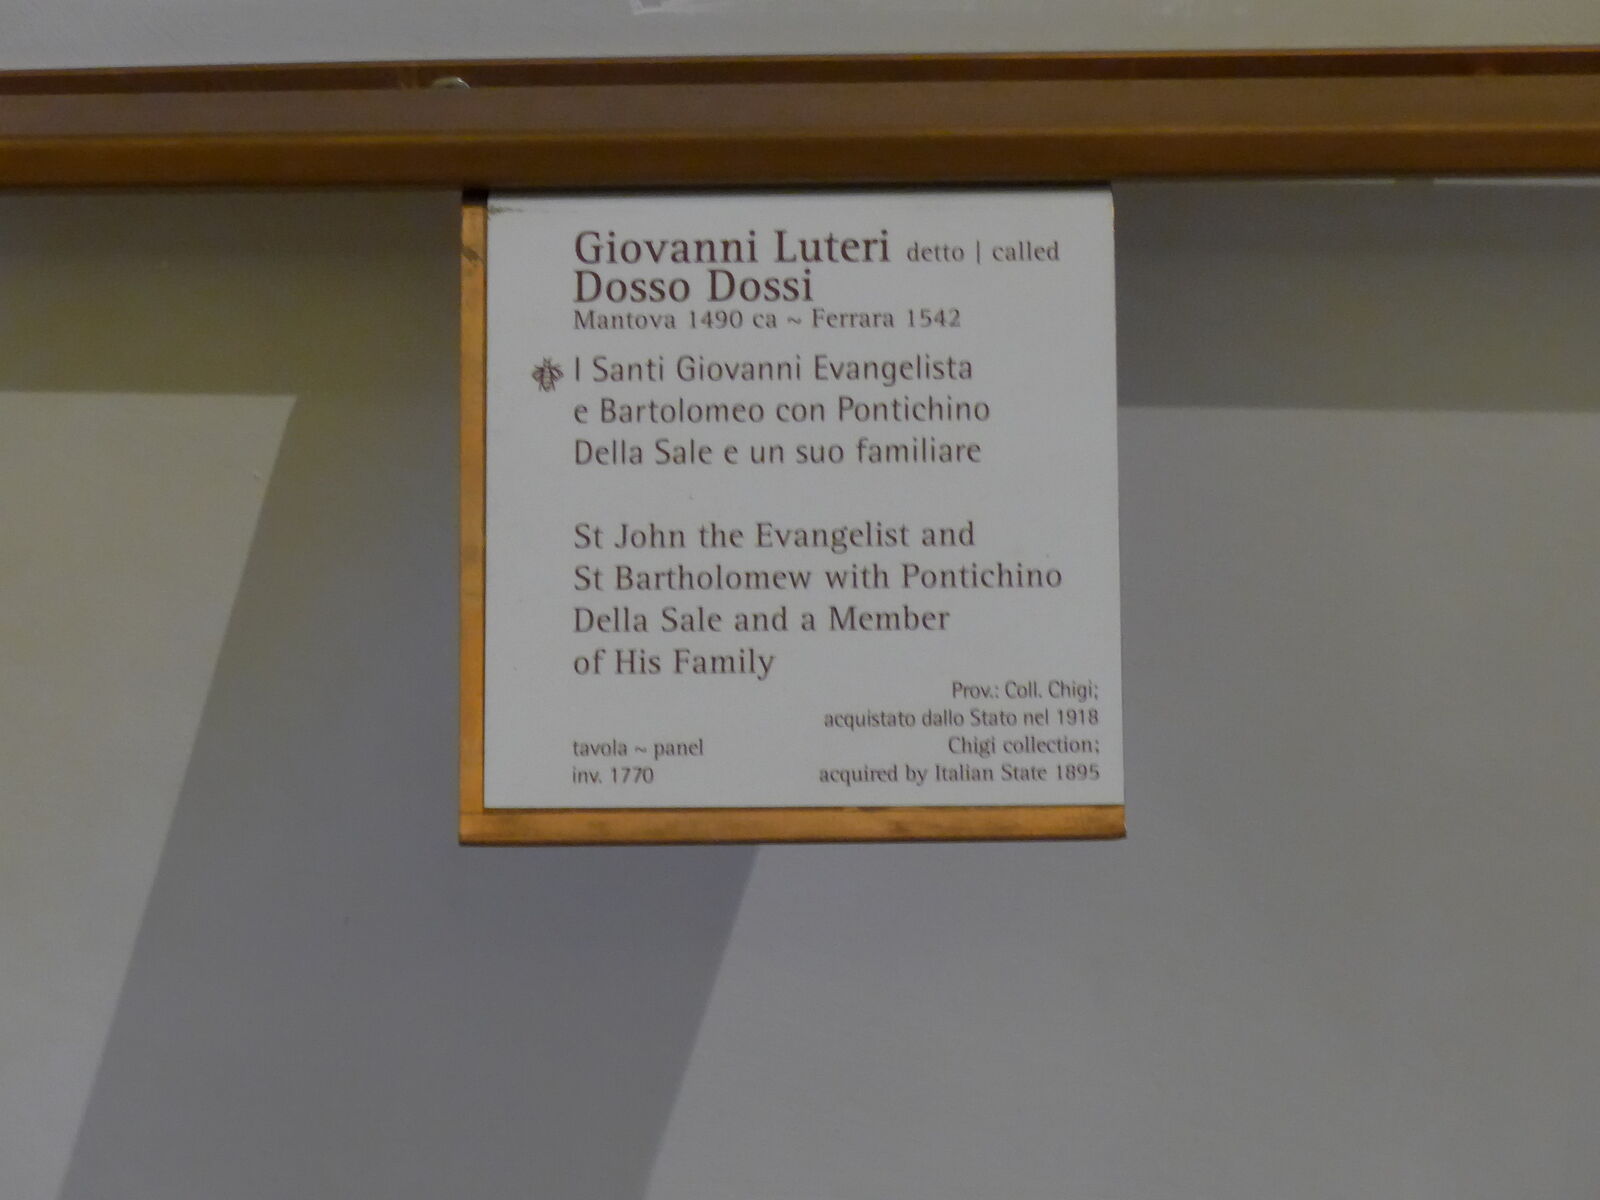 Giovanni Luteri detto | called
Dosso Dossi
Mantova 1490 ca ~ Ferrara 1542
I Santi Giovanni Evangelista
e Bartolomeo con Pontichino
Della Sale e un suo familiare
St John the Evangelist and
St Bartholomew with Pontichino
Della Sale and a Member
of His Family
Prov.: Coll. Chigi;
acquistato dallo Stato nel 1918
Chigi collection;
acquired by Italian State 1895
tavola ~ panel
inv. 1770